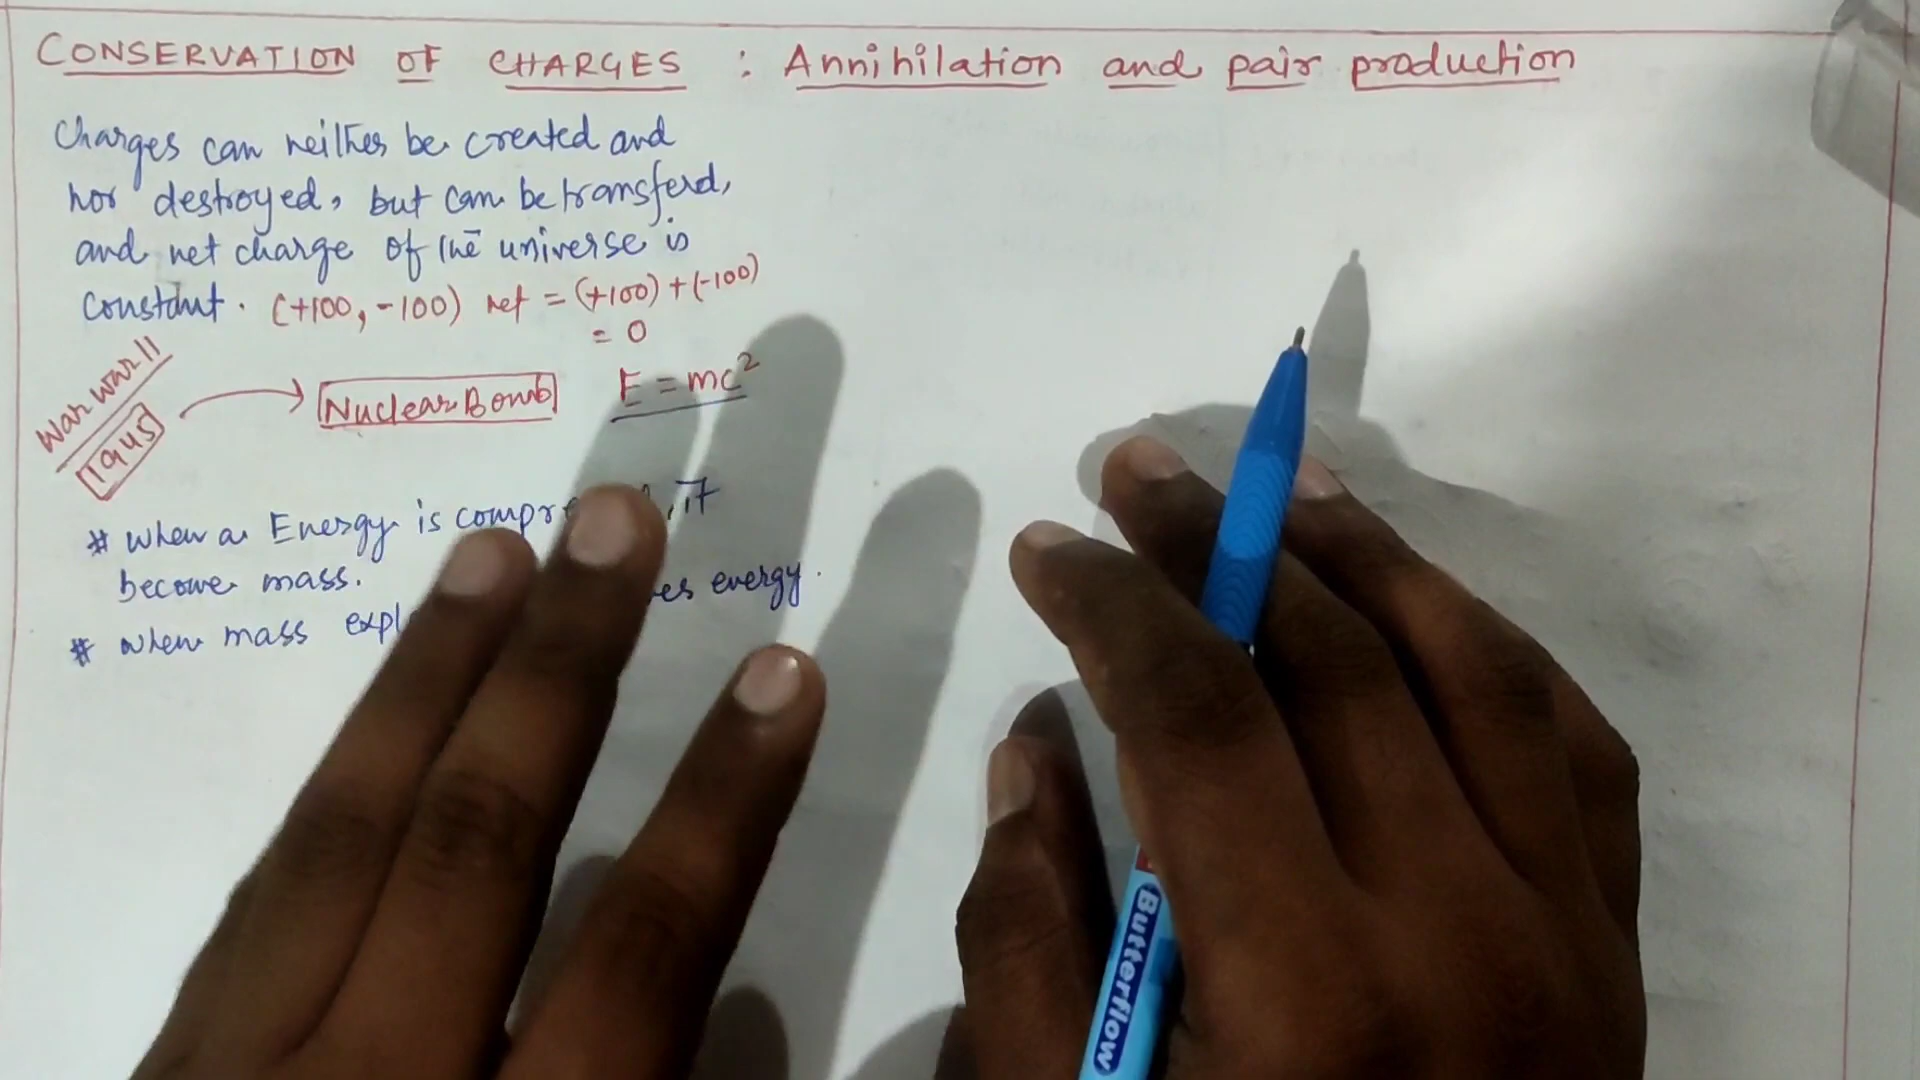 CONSERVATION OF CHARGES : Annihilation and pair production
Charges can neither be created and
nor destroyed, but can be transferd,
and net charge of the universe is
constant. (+100, -100) net = (+100) + (-100)
= 0
War war II
1945
Nuclear Bomb
E = mc²
* when a Energy is compr , it
become mass.
* when mass expl es energy.
Butterflow